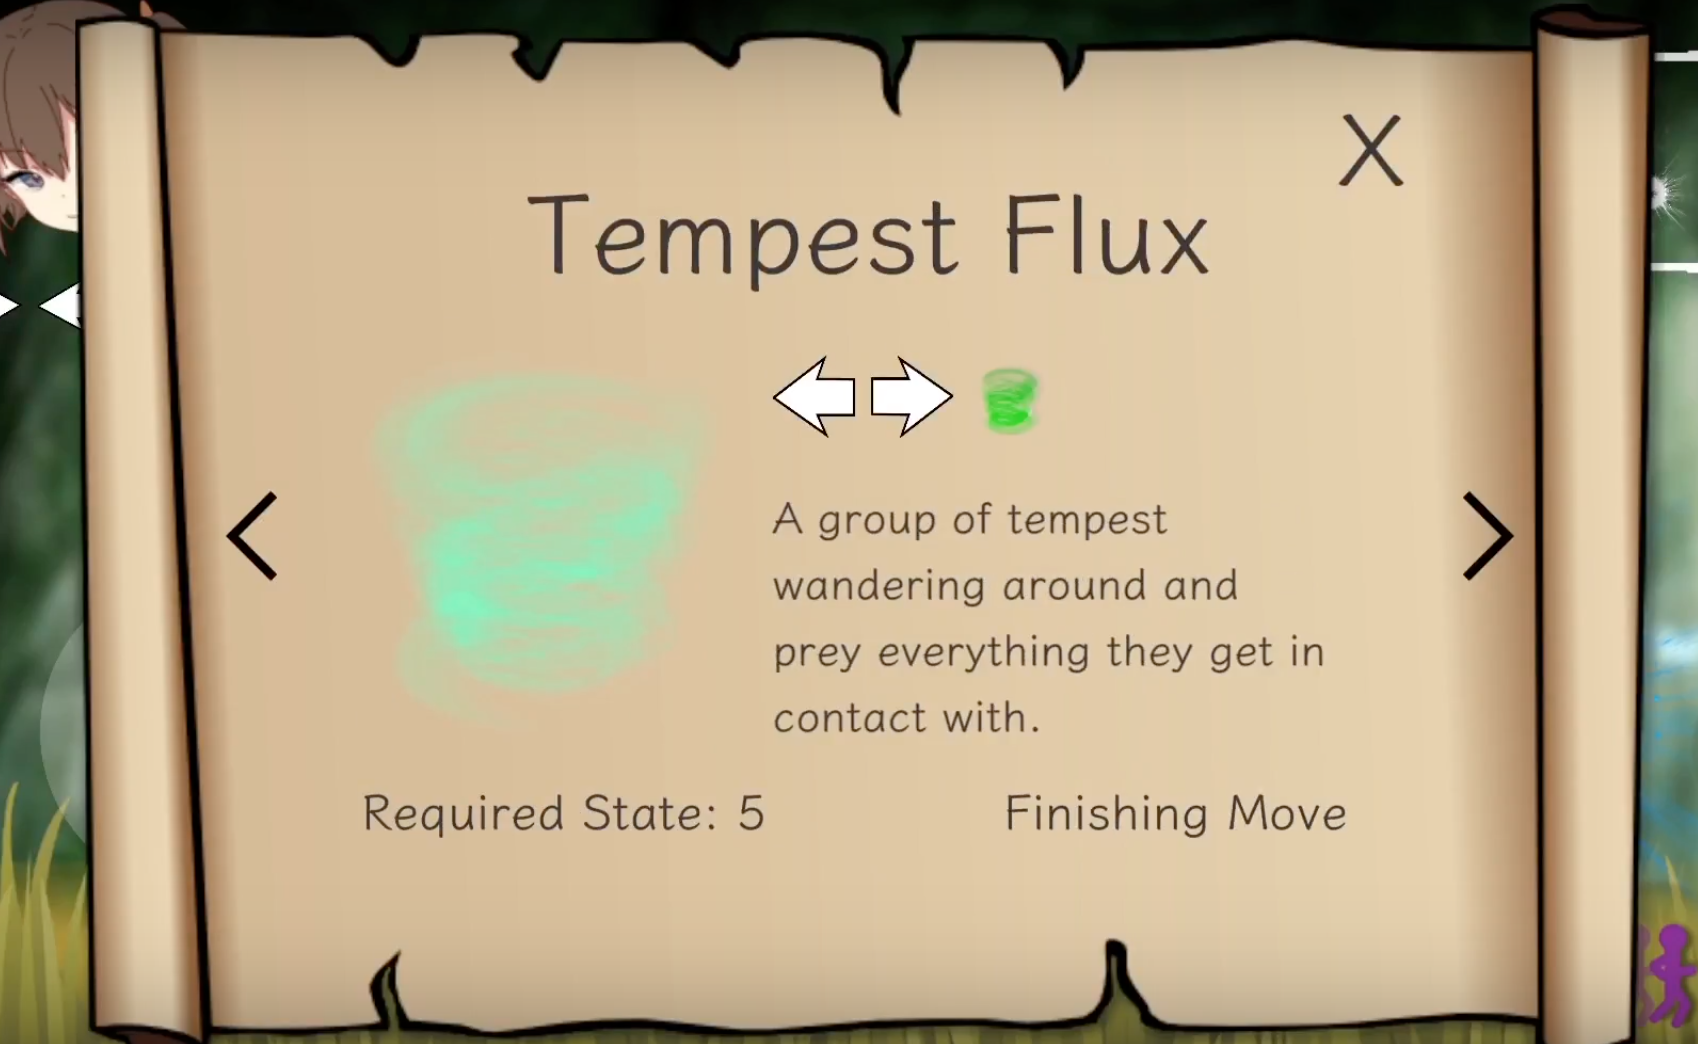 X
Tempest Flux
A group of tempest
wandering around and
prey everything they get in
contact with.
Required State: 5
Finishing Move